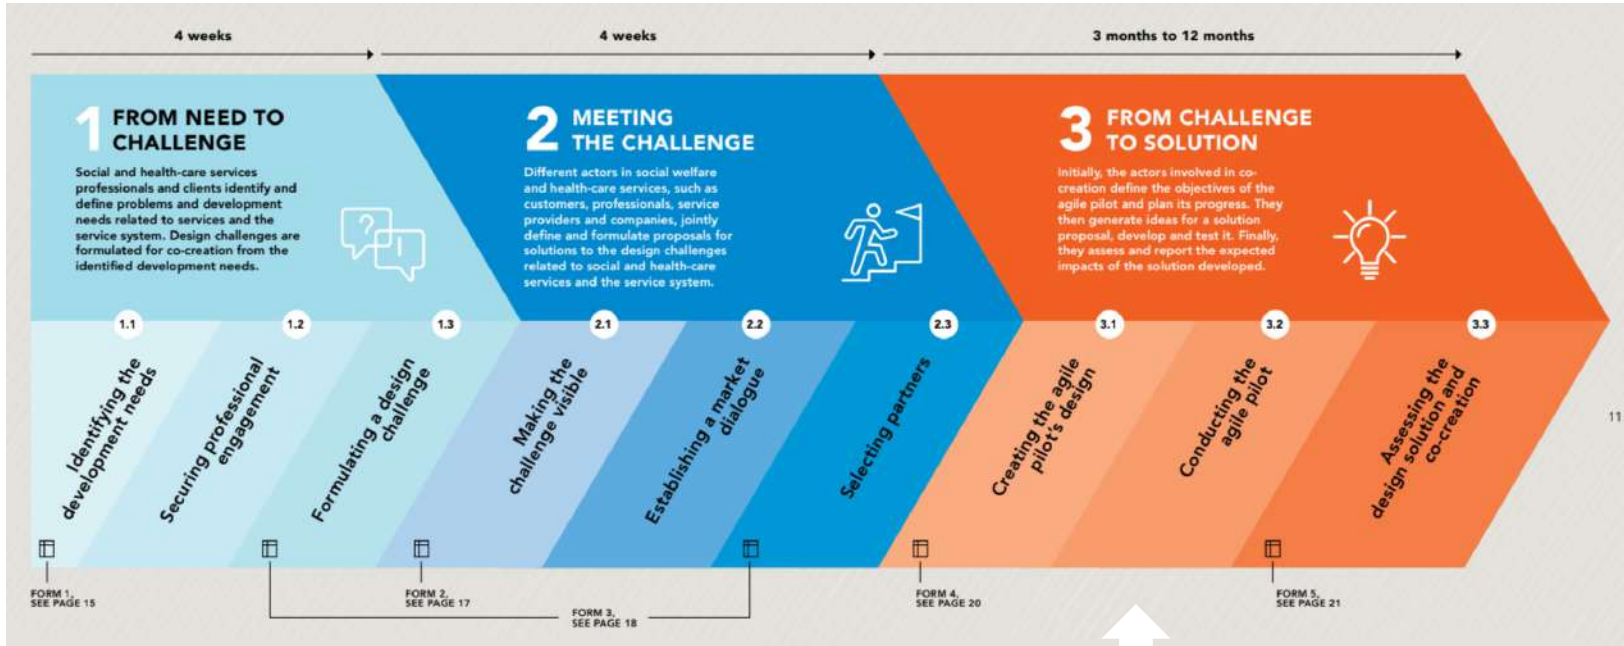 4 weeks
4 weeks
3 months to 12 months
1
FROM NEED TO
CHALLENGE
Social and health-care services
professionals and clients identify and
define problems and development
needs related to services and the
service system. Design challenges are
formulated for co-creation from the
identified development needs.
?
!
2
MEETING
THE CHALLENGE
Different actors in social welfare
and health-care services, such as
customers, professionals, service
providers and companies, jointly
define and formulate proposals for
solutions to the design challenges
related to social and health-care
services and the service system.
3
FROM CHALLENGE
TO SOLUTION
Initially, the actors involved in co-
creation define the objectives of the
agile pilot and plan its progress. They
then generate ideas for a solution
proposal, develop and test it. Finally,
they assess and report the expected
impacts of the solution developed.
1.1
Identifying the
development needs
1.2
Securing professional
engagement
1.3
Formulating a design
challenge
2.1
Making the
challenge visible
2.2
Establishing a market
dialogue
2.3
Selecting partners
3.1
Creating the agile
pilot's design
3.2
Conducting the
agile pilot
3.3
Assessing the
design solution and
co-creation
11
FORM 1,
SEE PAGE 15
FORM 2,
SEE PAGE 17
FORM 3,
SEE PAGE 18
FORM 4,
SEE PAGE 20
FORM 5,
SEE PAGE 21